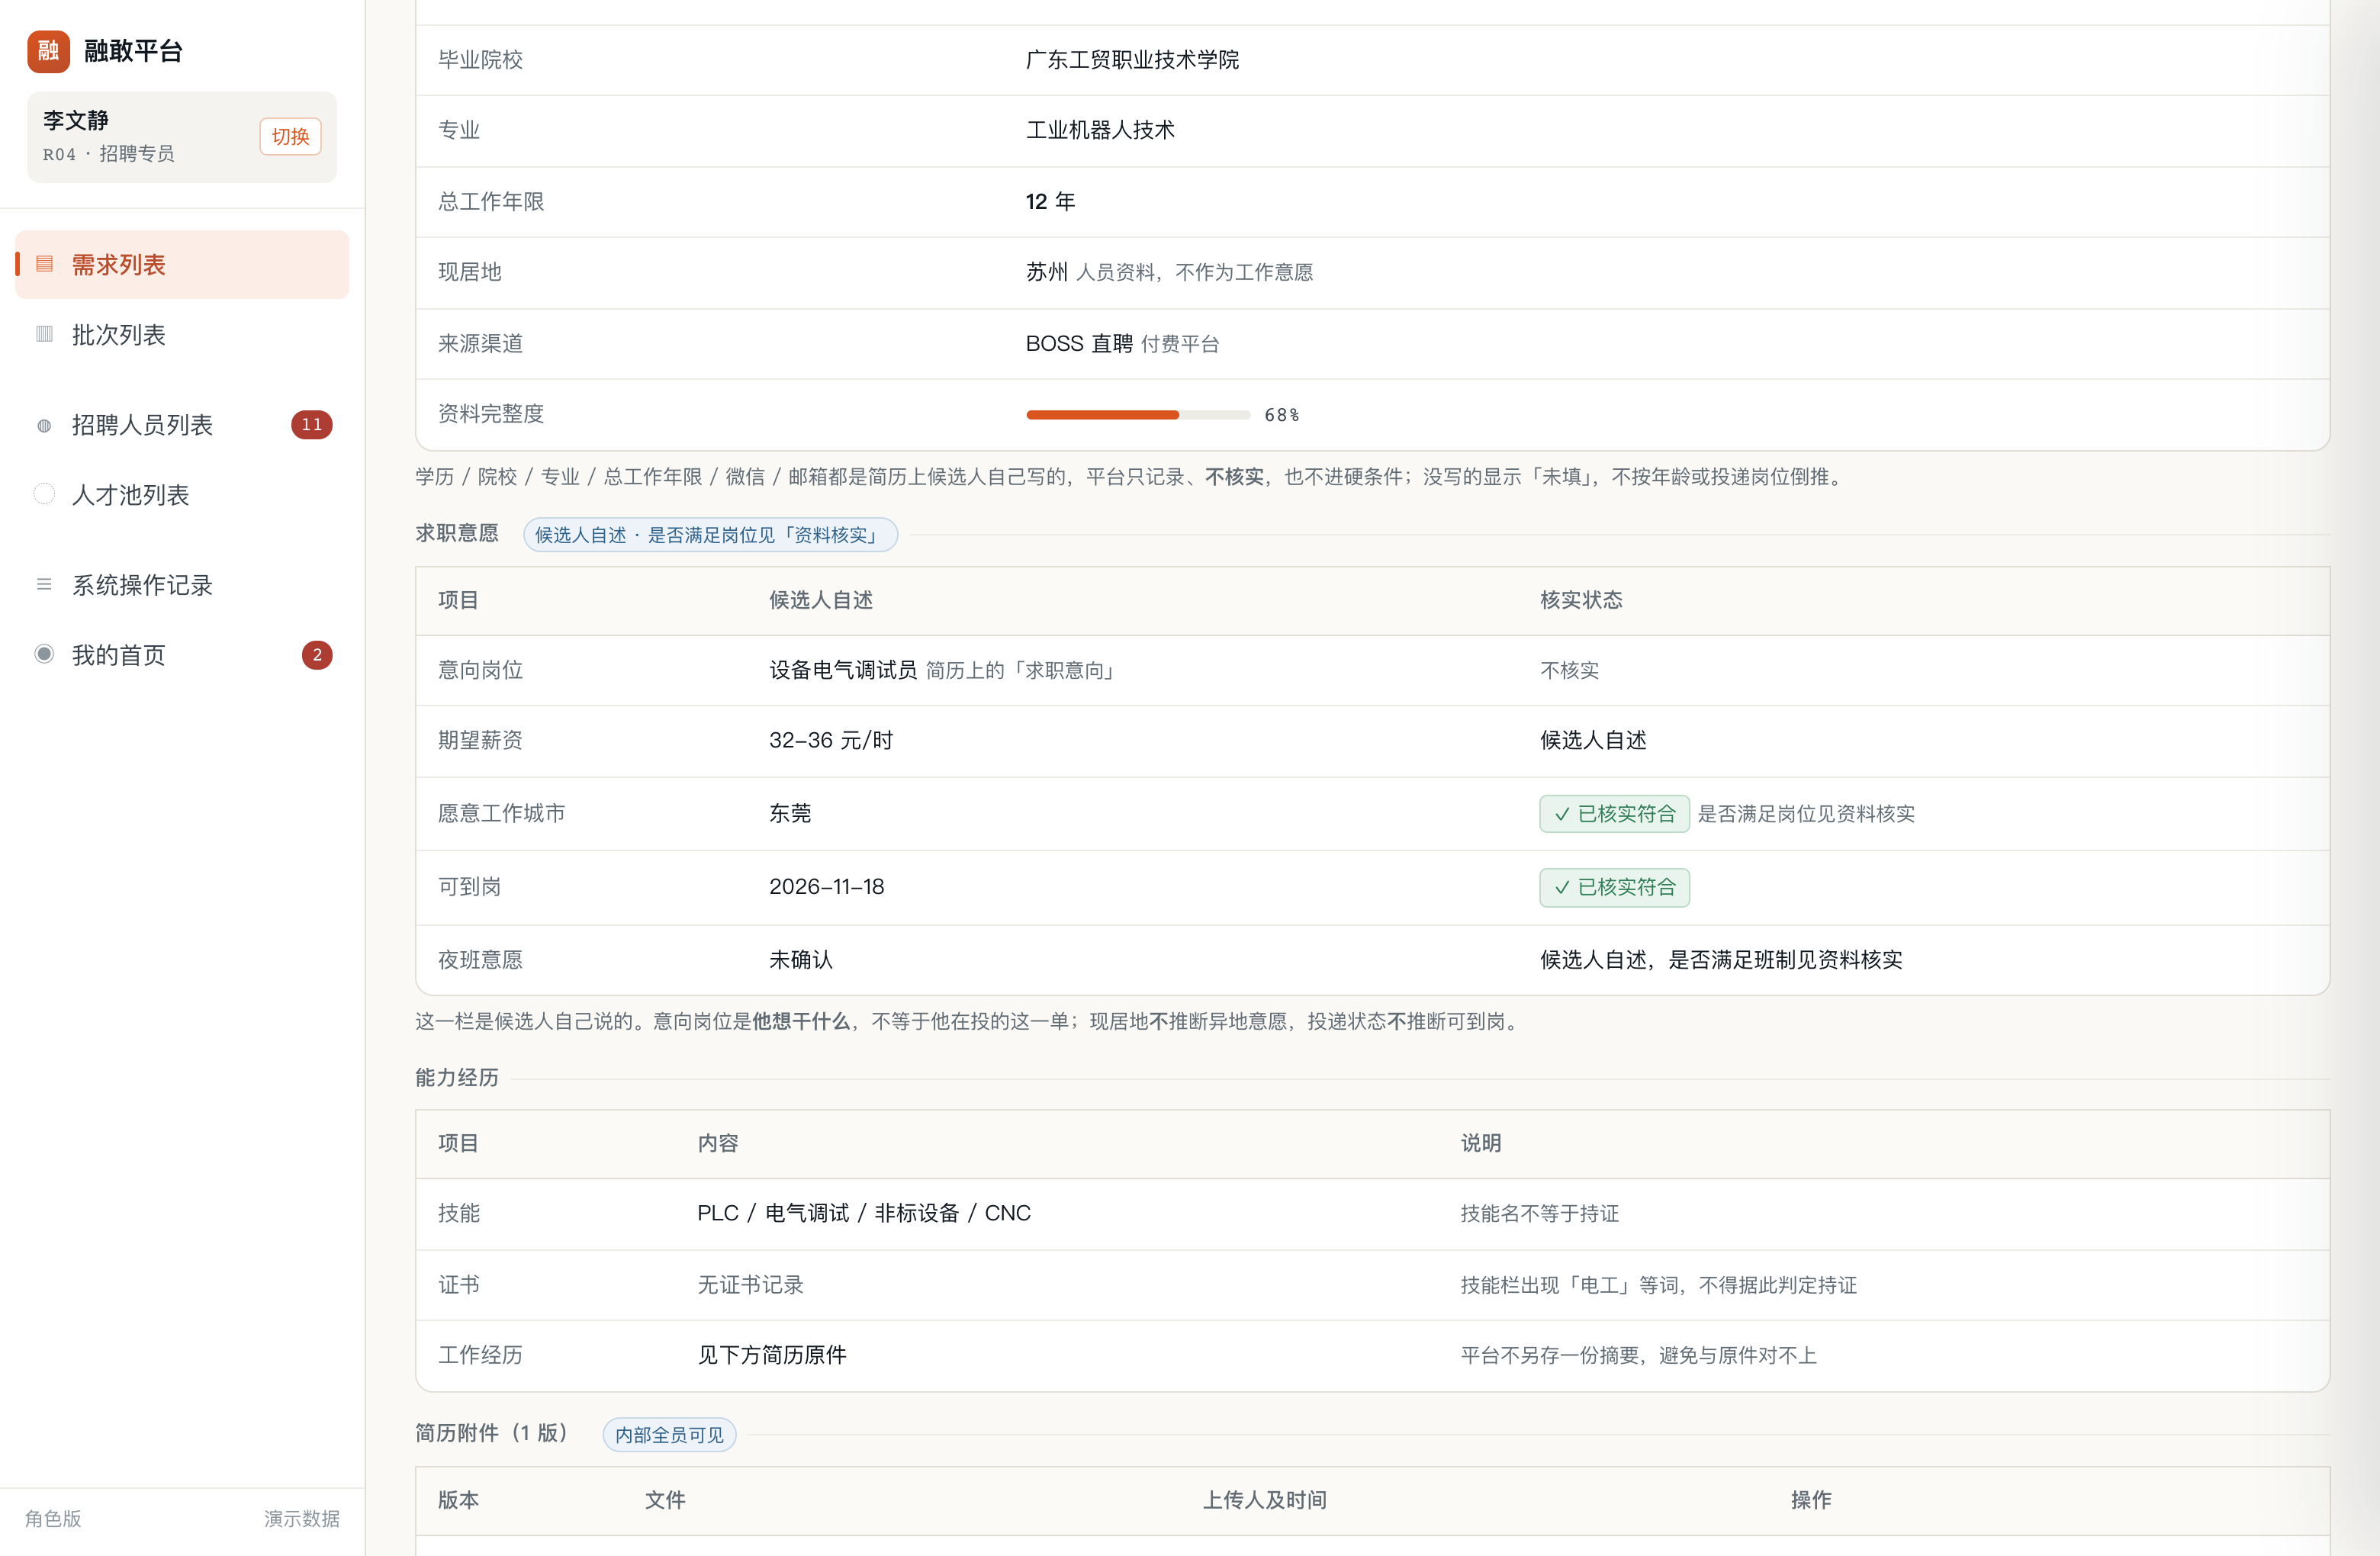 融 融敢平台
李文静
R04 · 招聘专员
切换
需求列表
批次列表
招聘人员列表 11
人才池列表
系统操作记录
我的首页 2
角色版 演示数据
毕业院校 广东工贸职业技术学院
专业 工业机器人技术
总工作年限 12 年
现居地 苏州 人员资料，不作为工作意愿
来源渠道 BOSS 直聘 付费平台
资料完整度 68%
学历 / 院校 / 专业 / 总工作年限 / 微信 / 邮箱都是简历上候选人自己写的，平台只记录、不核实，也不进硬条件；没写的显示「未填」，不按年龄或投递岗位倒推。
求职意愿 候选人自述 · 是否满足岗位见「资料核实」
项目 候选人自述 核实状态
意向岗位 设备电气调试员 简历上的「求职意向」 不核实
期望薪资 32–36 元/时 候选人自述
愿意工作城市 东莞 ✓ 已核实符合 是否满足岗位见资料核实
可到岗 2026–11–18 ✓ 已核实符合
夜班意愿 未确认 候选人自述，是否满足班制见资料核实
这一栏是候选人自己说的。意向岗位是他想干什么，不等于他在投的这一单；现居地不推断异地意愿，投递状态不推断可到岗。
能力经历
项目 内容 说明
技能 PLC / 电气调试 / 非标设备 / CNC 技能名不等于持证
证书 无证书记录 技能栏出现「电工」等词，不得据此判定持证
工作经历 见下方简历原件 平台不另存一份摘要，避免与原件对不上
简历附件（1 版） 内部全员可见
版本 文件 上传人及时间 操作